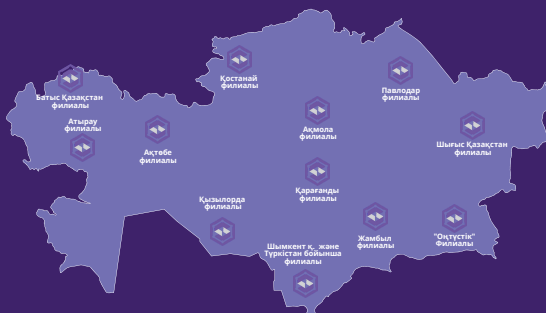 Қостанай
филиалы
Павлодар
филиалы
Батыс Қазақстан
филиалы
Атырау
филиалы
Ақтөбе
филиалы
Ақмола
филиалы
Шығыс Қазақстан
филиалы
Қарағанды
филиалы
Қызылорда
филиалы
Жамбыл
филиалы
"Оңтүстік"
Филиалы
Шымкент қ. және
Түркістан бойынша
филиалы